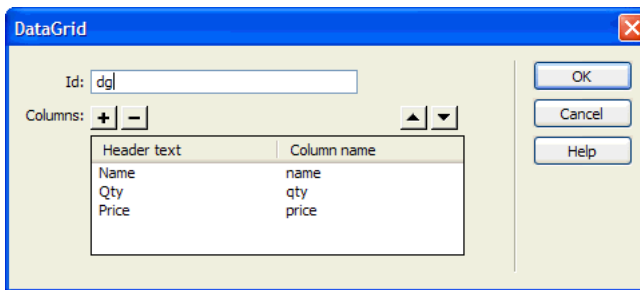 DataGrid
Id: dg
OK
Columns:
Cancel
Header text Column name
Help
Name name
Qty qty
Price price